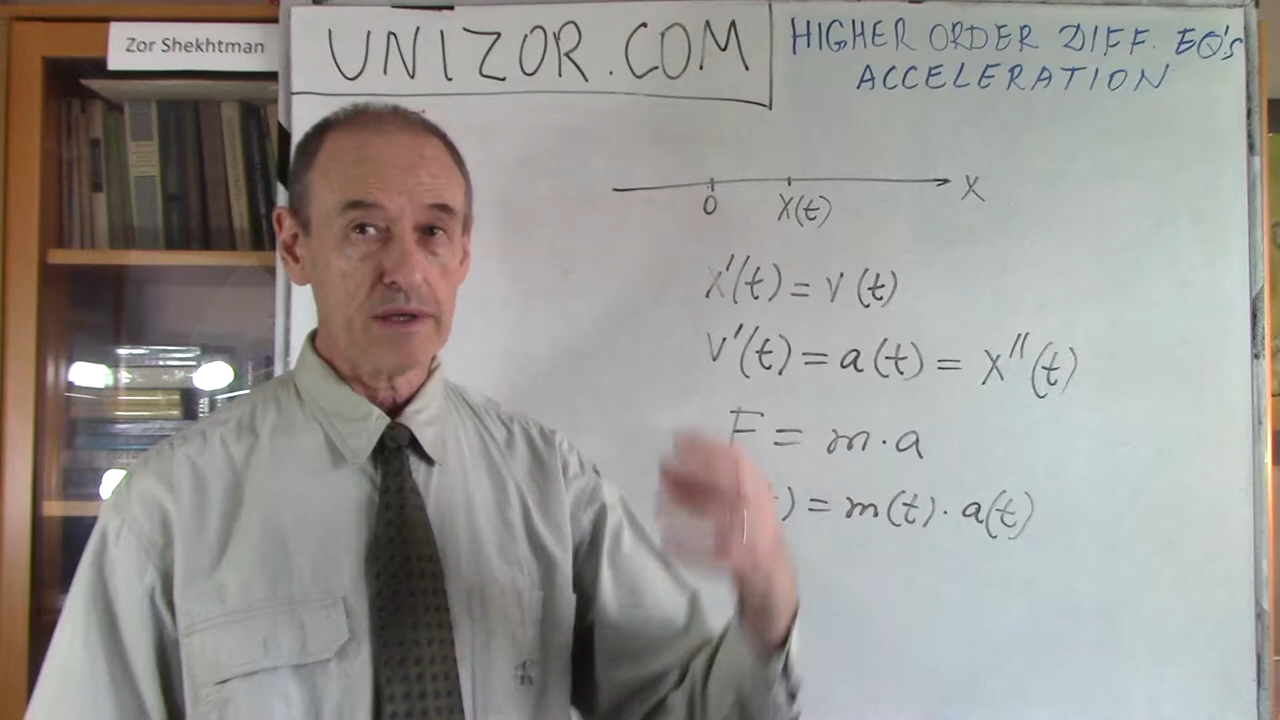 Zor Shekhtman
UNIZOR.COM
HIGHER ORDER DIFF. EQ's
ACCELERATION
0 X(t) X
x'(t) = v(t)
v'(t) = a(t) = x''(t)
F = m·a
) = m(t)·a(t)